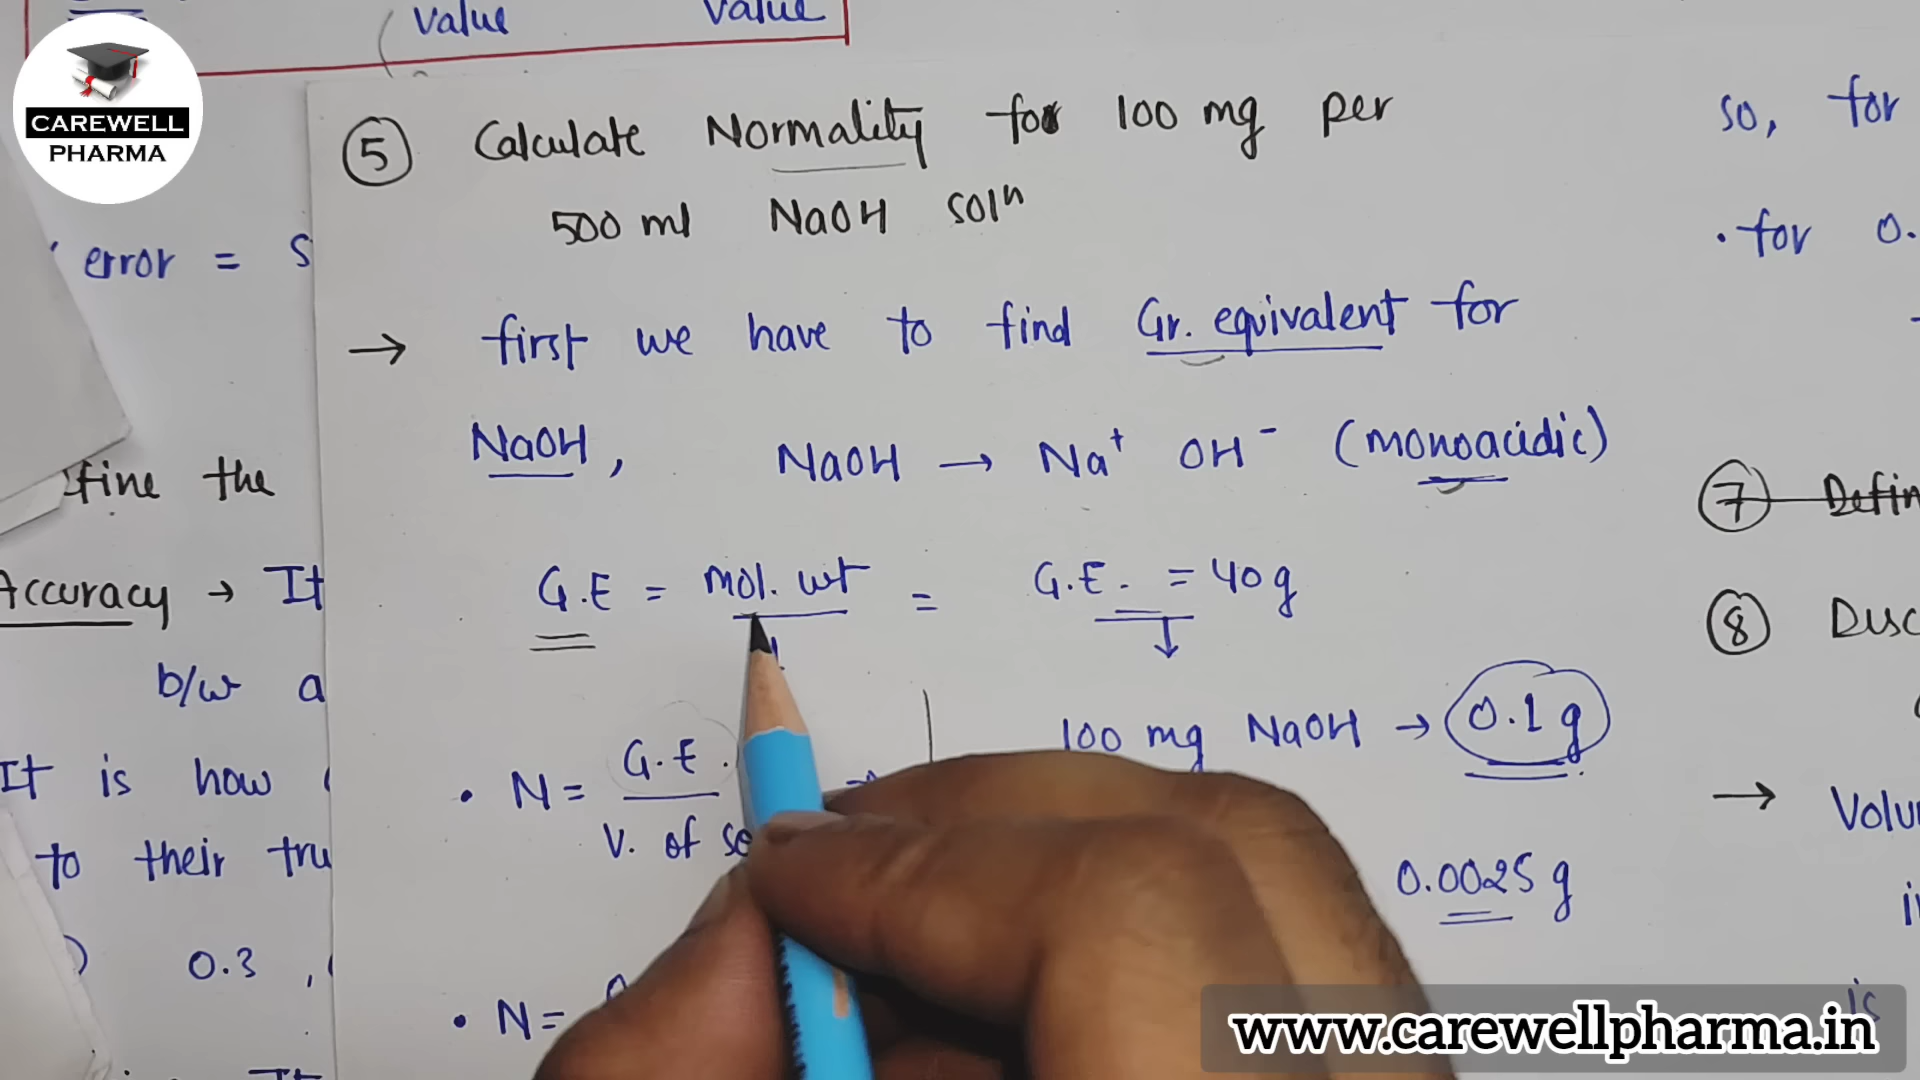 value value
CAREWELL
PHARMA
5 Calculate Normality for 100 mg per
500 ml NaOH solⁿ
→ first we have to find Gr. equivalent for
NaOH, NaOH → Na⁺ OH⁻ (monoacidic)
G.E = mol. wt = G.E. = 40 g
↓
• N = G.E.
V. of
100 mg NaOH → 0.1 g
0.0025 g
• N =
error = S
the
Accuracy → It
b/w a
It is how
to their tru
0.3 ,
so, for
• for 0.
7 Defin
8 Disc
→ Volu
is
www.carewellpharma.in